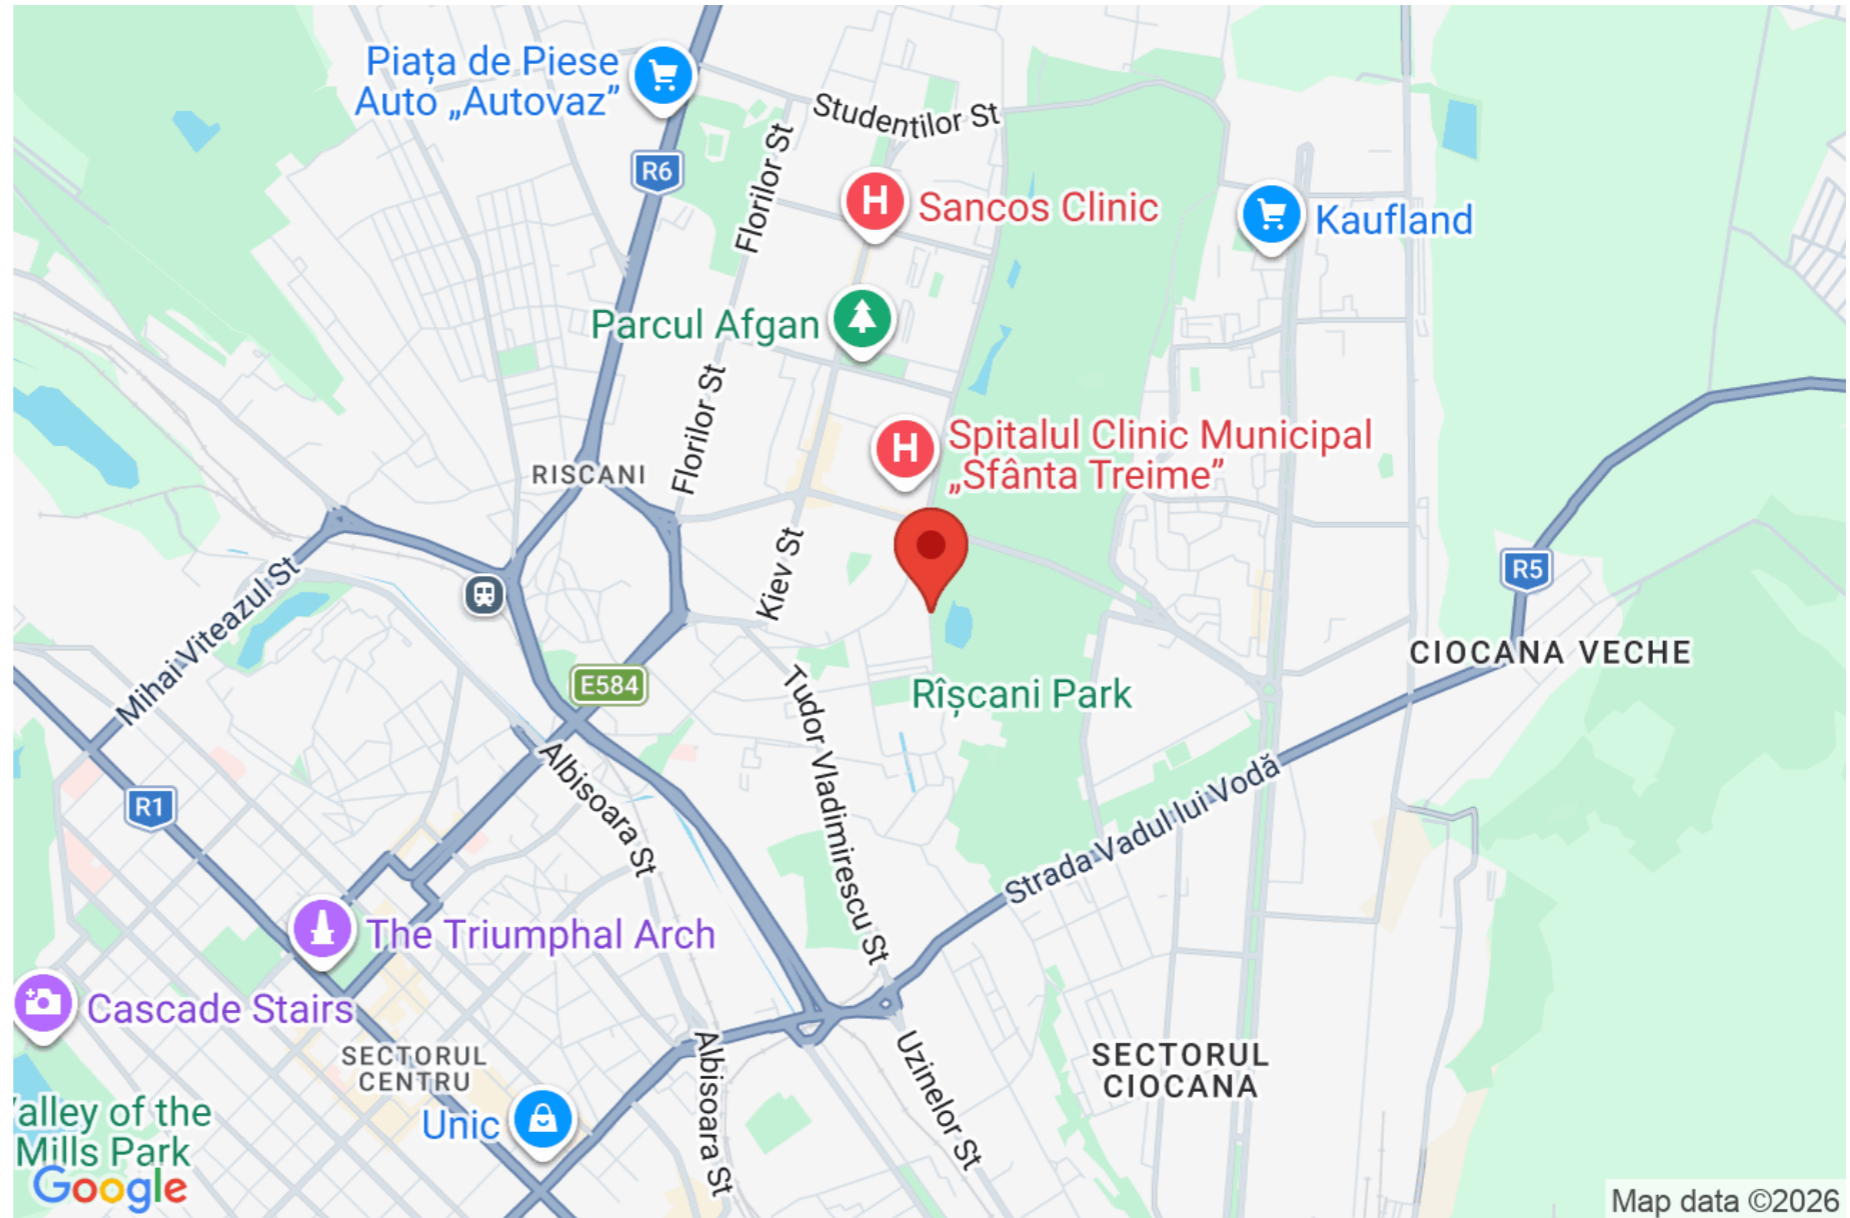 Piața de Piese
Auto „Autovaz”
Studentilor St
R6
Florilor St
H
Sancos Clinic
Kaufland
Parcul Afgan
Florilor St
H
Spitalul Clinic Municipal
„Sfânta Treime”
RISCANI
Kiev St
R5
Mihai Viteazul St
CIOCANA VECHE
E584
Rîșcani Park
Tudor Vladimirescu St
Albisoara St
Strada Vadul lui Vodă
R1
The Triumphal Arch
Cascade Stairs
SECTORUL
CENTRU
Albisoara St
Uzinelor St
SECTORUL
CIOCANA
Unic
alley of the
Mills Park
Google
Map data ©2026